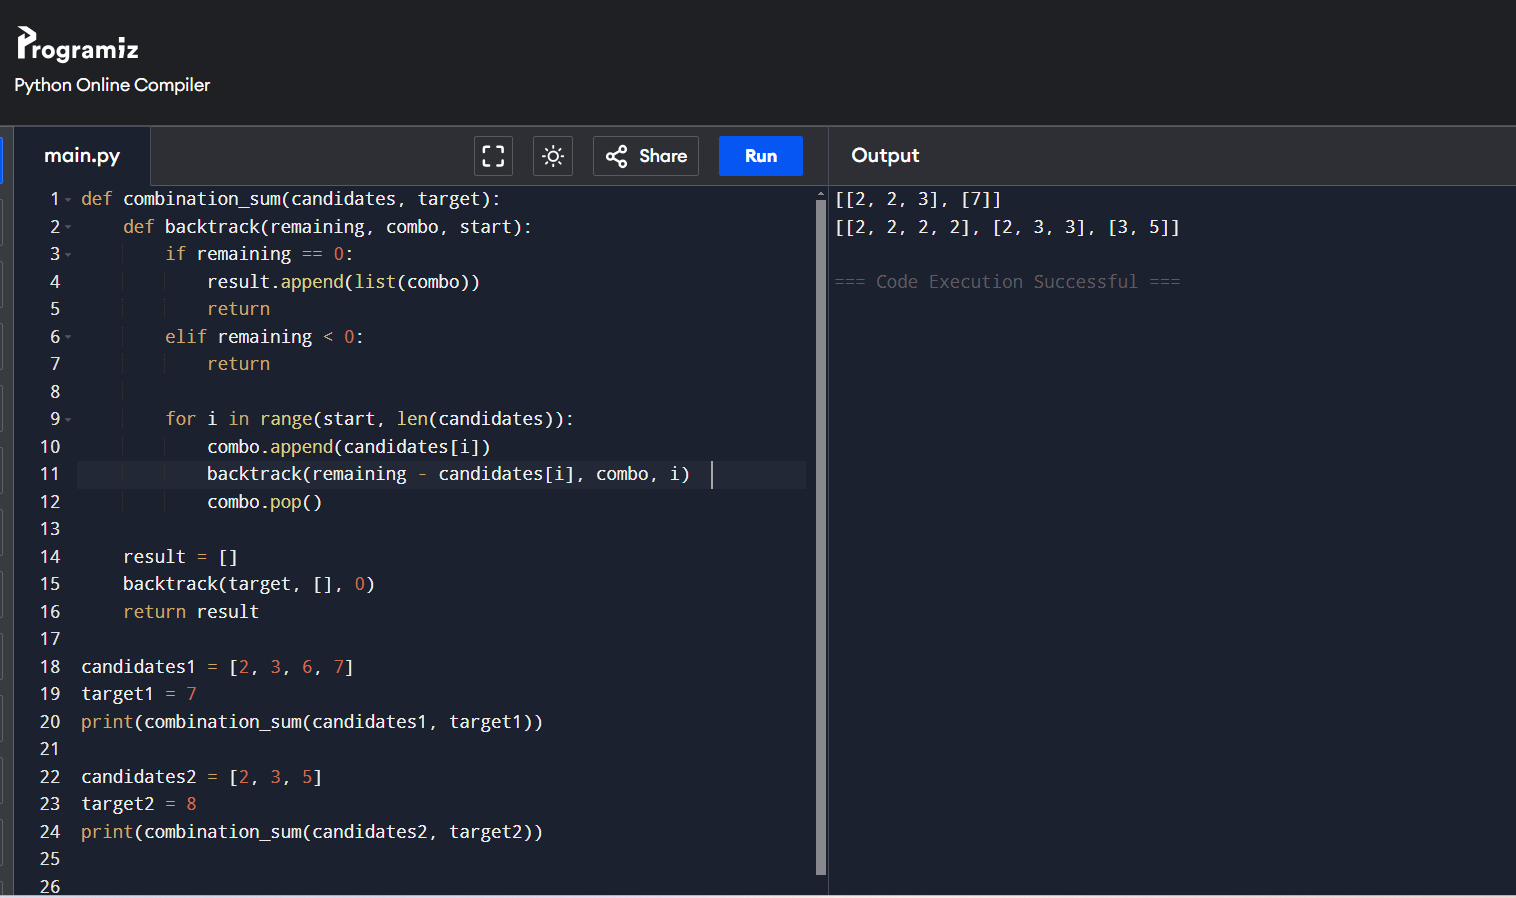 Programiz
Python Online Compiler
main.py
Share
Run
Output
1 def combination_sum(candidates, target):
2     def backtrack(remaining, combo, start):
3         if remaining == 0:
4             result.append(list(combo))
5             return
6         elif remaining < 0:
7             return
8
9         for i in range(start, len(candidates)):
10             combo.append(candidates[i])
11             backtrack(remaining - candidates[i], combo, i)
12             combo.pop()
13
14     result = []
15     backtrack(target, [], 0)
16     return result
17
18 candidates1 = [2, 3, 6, 7]
19 target1 = 7
20 print(combination_sum(candidates1, target1))
21
22 candidates2 = [2, 3, 5]
23 target2 = 8
24 print(combination_sum(candidates2, target2))
25
26
[[2, 2, 3], [7]]
[[2, 2, 2, 2], [2, 3, 3], [3, 5]]
=== Code Execution Successful ===